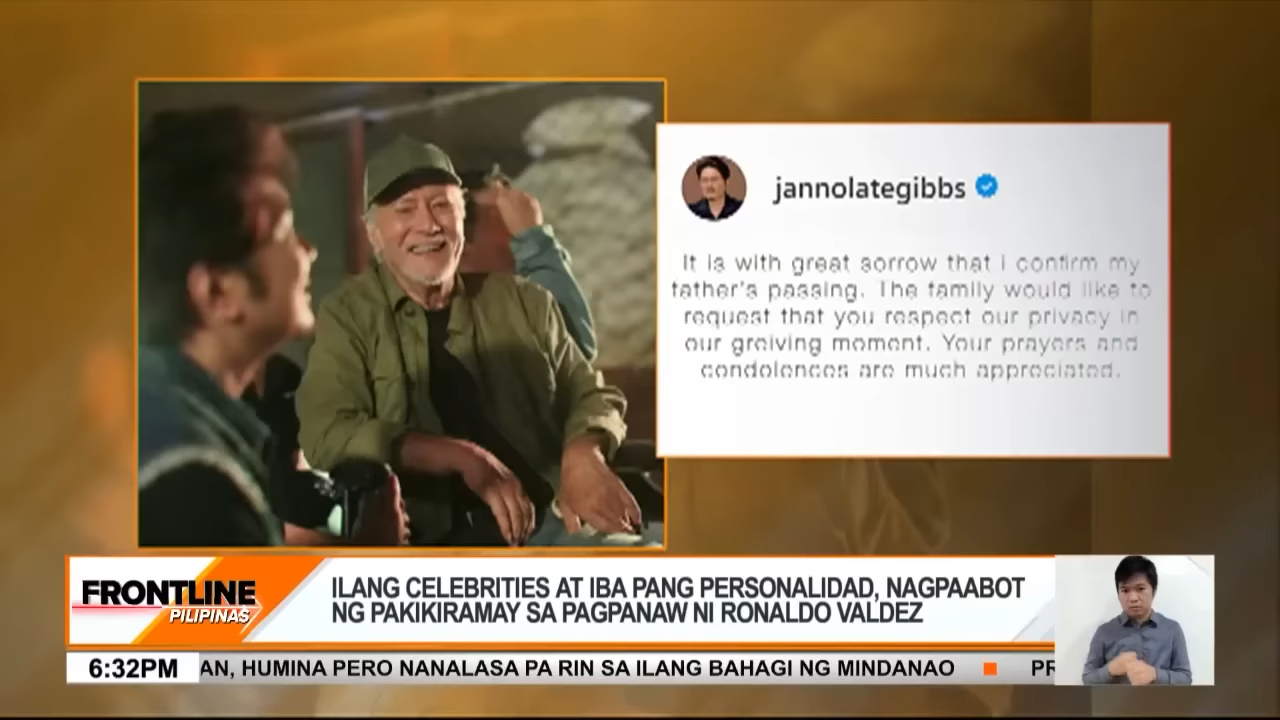 jannolategibbs
It is with great sorrow that i confirm my
father's passing. The family would like to
request that you respect our privacy in
our greiving moment. Your prayers and
condolences are much appreciated.
FRONTLINE
PILIPINAS
ILANG CELEBRITIES AT IBA PANG PERSONALIDAD, NAGPAABOT
NG PAKIKIRAMAY SA PAGPANAW NI RONALDO VALDEZ
6:32PM
AN, HUMINA PERO NANALASA PA RIN SA ILANG BAHAGI NG MINDANAO PR